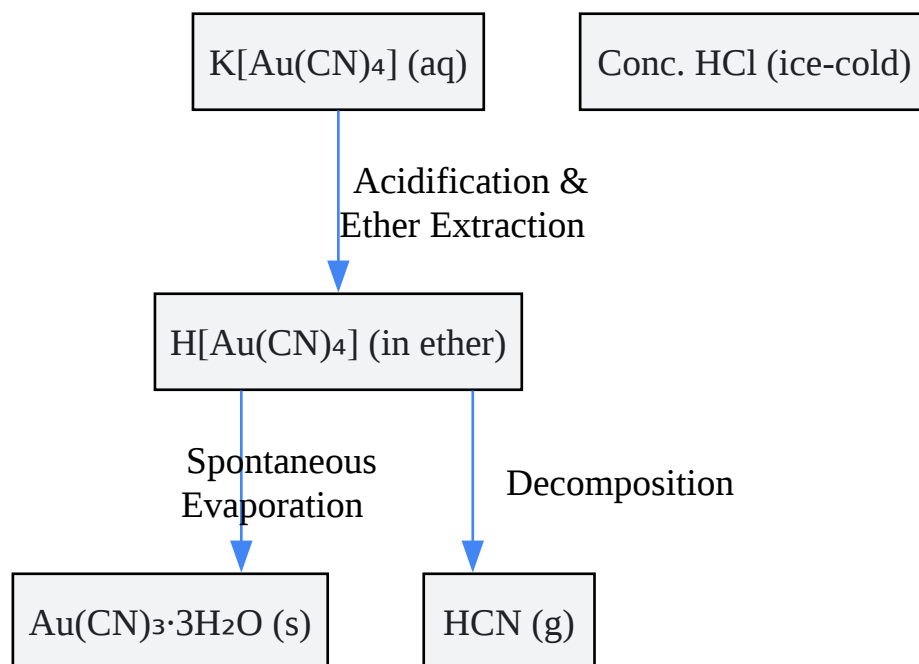 K[Au(CN)₄] (aq)
Conc. HCl (ice-cold)
Acidification &
Ether Extraction
H[Au(CN)₄] (in ether)
Spontaneous
Evaporation
Decomposition
Au(CN)₃·3H₂O (s)
HCN (g)